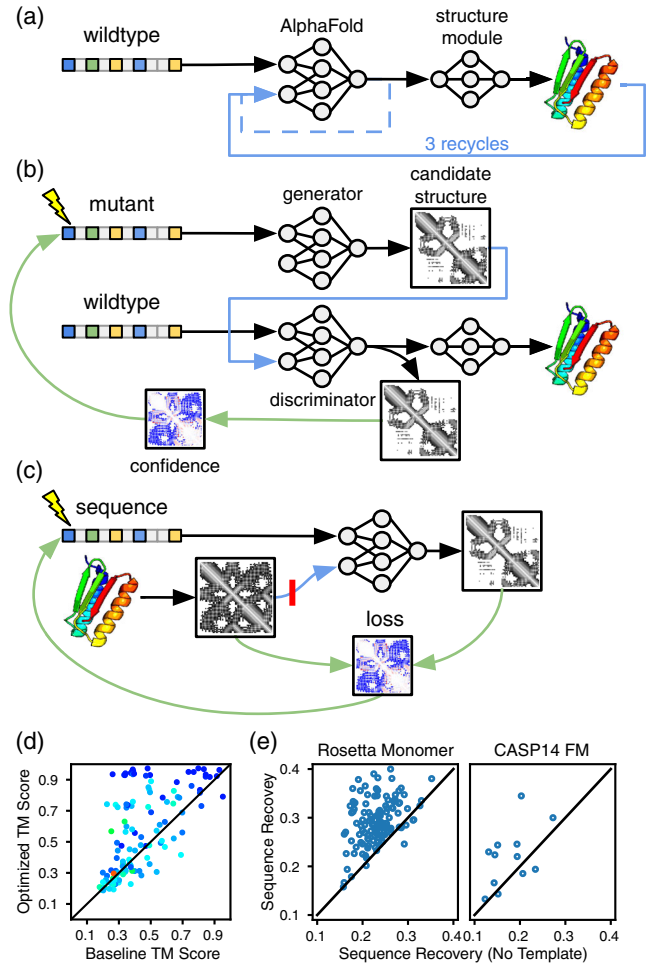 (a)
wildtype
AlphaFold
structure
module
3 recycles
(b)
mutant
generator
candidate
structure
wildtype
discriminator
confidence
(c)
sequence
loss
(d)
Optimized TM Score
0.9
0.7
0.5
0.3
0.1
0.1 0.3 0.5 0.7 0.9
Baseline TM Score
(e)
Rosetta Monomer
CASP14 FM
Sequence Recovey
0.4
0.3
0.2
0.1
0.1 0.2 0.3 0.4
0.1 0.2 0.3 0.4
Sequence Recovery (No Template)